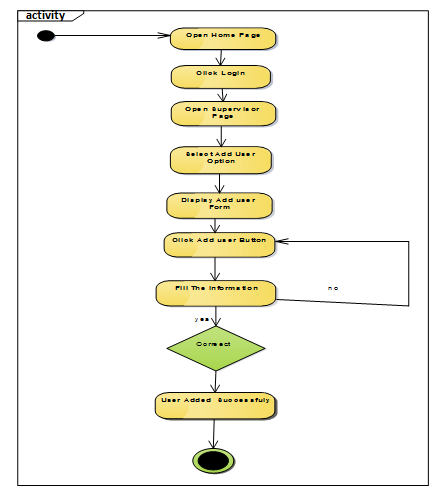 activity
Open Home Page
Click Login
Open Supervisor
Page
Select Add User
Option
Display Add user
Form
Click Add user Button
Fill The Information
no
yes
Correct
User Added Successfuly